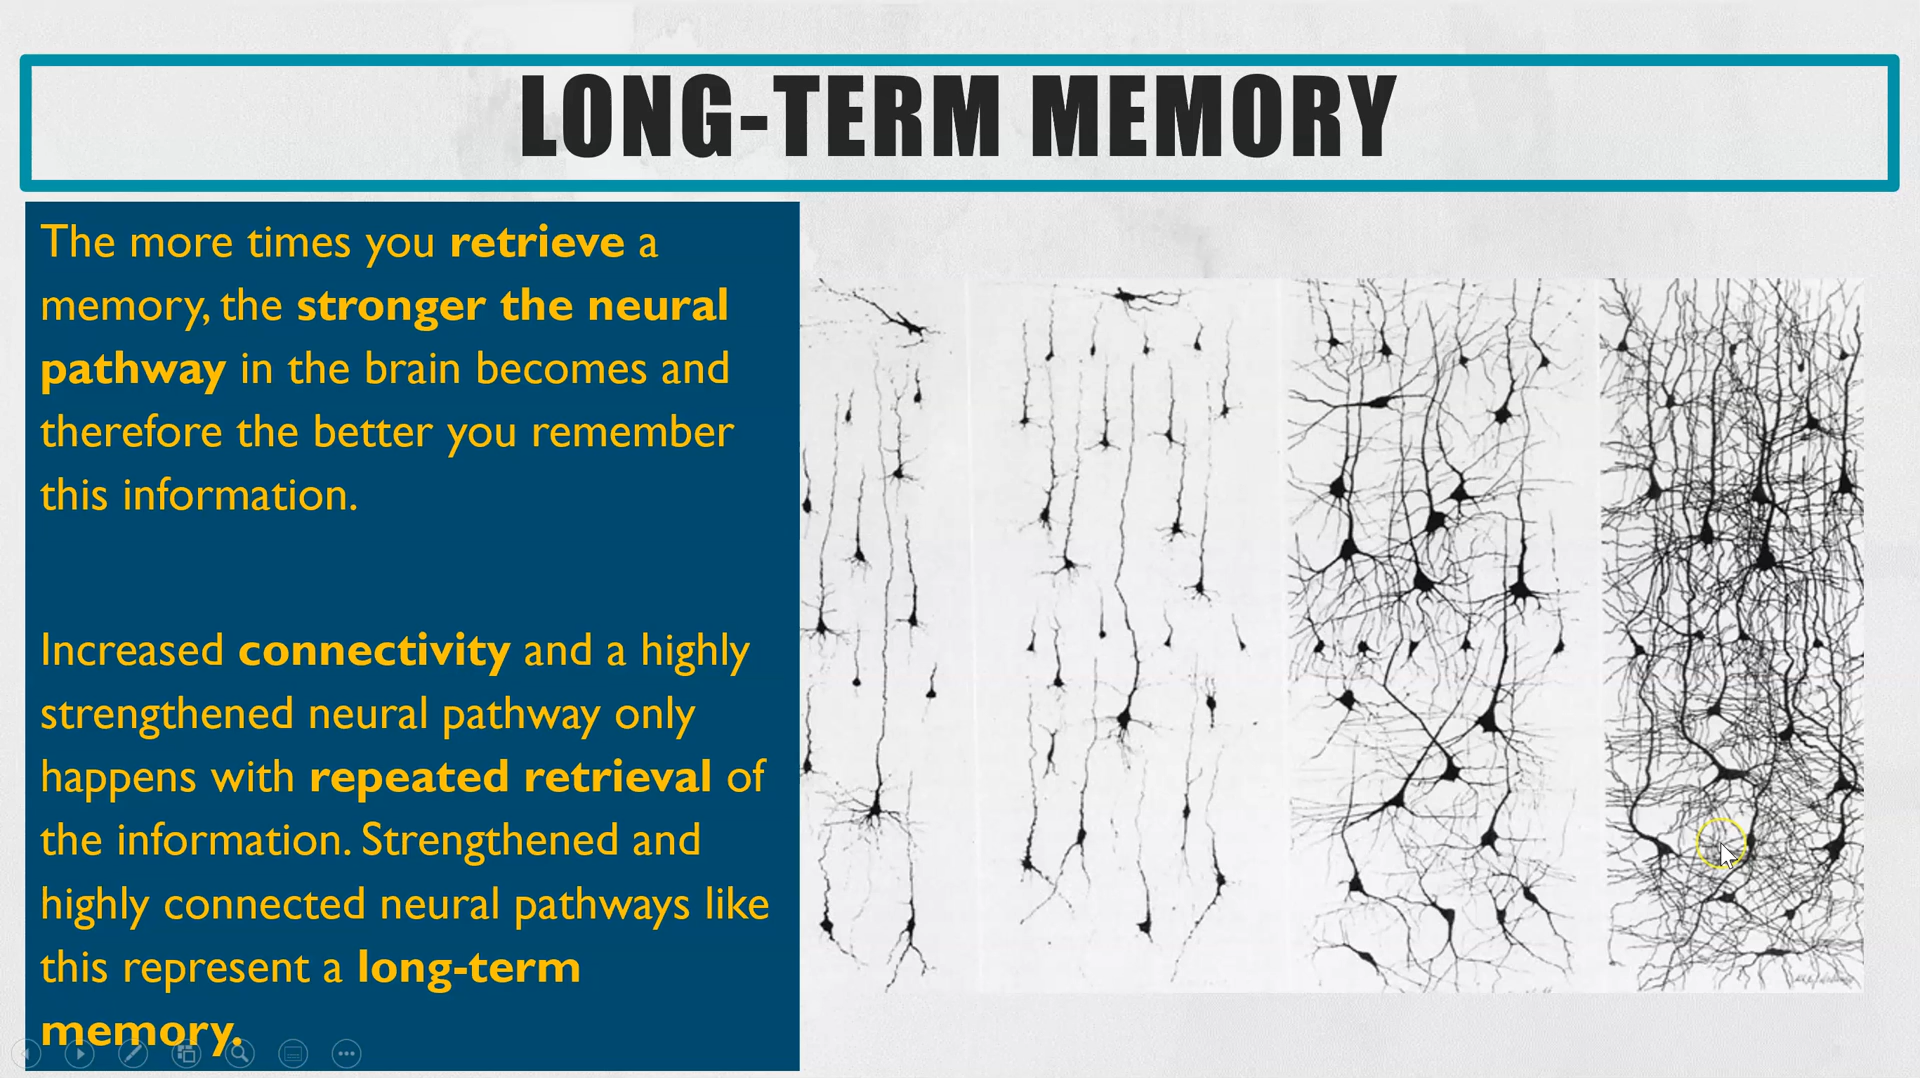 LONG-TERM MEMORY
The more times you retrieve a
memory, the stronger the neural
pathway in the brain becomes and
therefore the better you remember
this information.
Increased connectivity and a highly
strengthened neural pathway only
happens with repeated retrieval of
the information. Strengthened and
highly connected neural pathways like
this represent a long-term
memory.